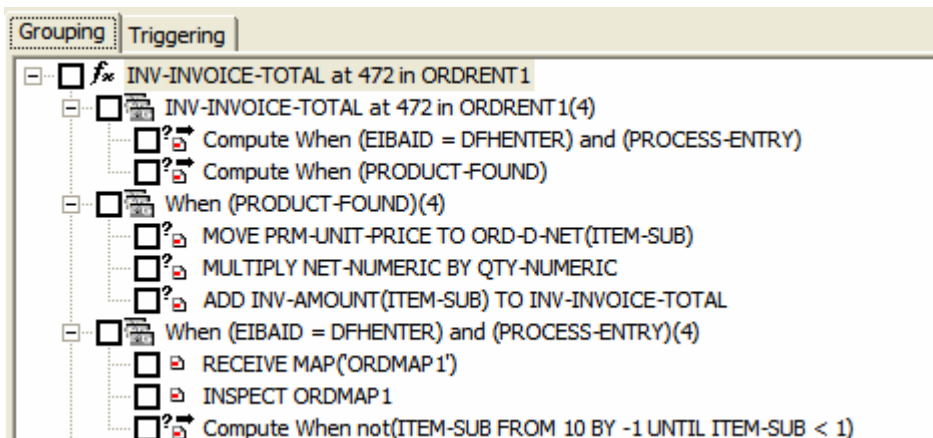 Grouping Triggering
fx INV-INVOICE-TOTAL at 472 in ORDRENT1
INV-INVOICE-TOTAL at 472 in ORDRENT1(4)
? Compute When (EIBAID = DFHENTER) and (PROCESS-ENTRY)
? Compute When (PRODUCT-FOUND)
When (PRODUCT-FOUND)(4)
? MOVE PRM-UNIT-PRICE TO ORD-D-NET(ITEM-SUB)
? MULTIPLY NET-NUMERIC BY QTY-NUMERIC
? ADD INV-AMOUNT(ITEM-SUB) TO INV-INVOICE-TOTAL
When (EIBAID = DFHENTER) and (PROCESS-ENTRY)(4)
RECEIVE MAP('ORDMAP1')
INSPECT ORDMAP1
? Compute When not(ITEM-SUB FROM 10 BY -1 UNTIL ITEM-SUB < 1)